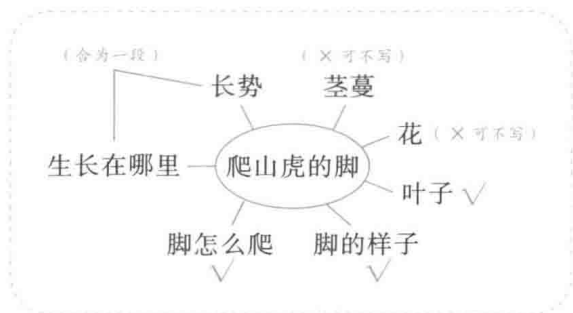 （合为一段）
（×可不写）
长势
茎蔓
花（×可不写）
生长在哪里
爬山虎的脚
叶子√
脚怎么爬
√
脚的样子
√